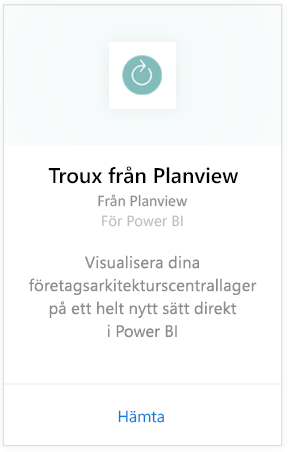 Troux från Planview
Från Planview
För Power BI
Visualisera dina
företagsarkitekturscentrallager
på ett helt nytt sätt direkt
i Power BI
Hämta